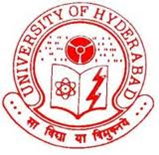 UNIVERSITY OF HYDERABAD
सा विद्या या विमुक्तये